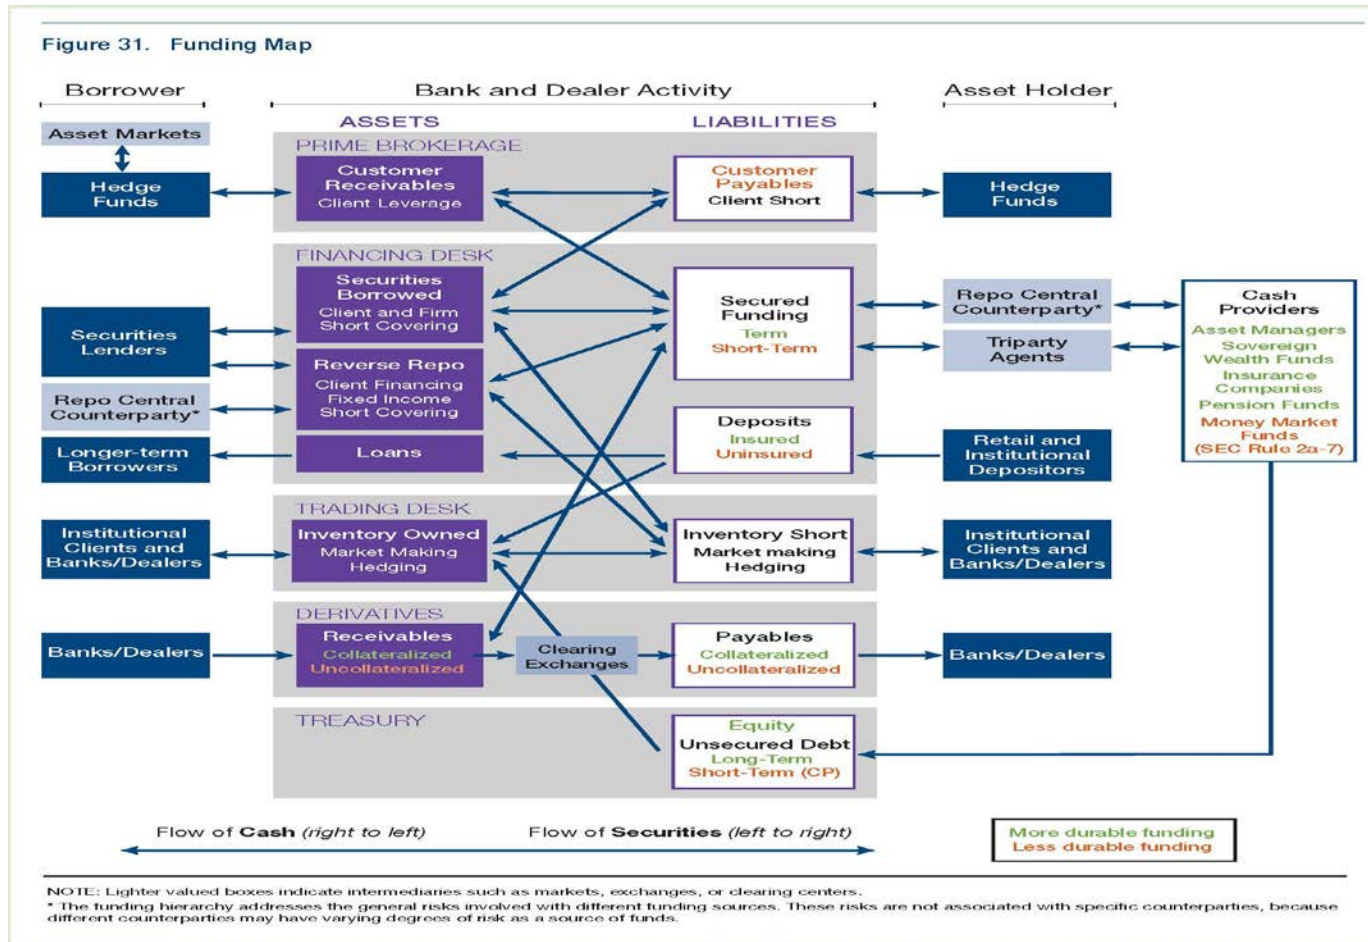 Figure 31. Funding Map
Borrower
Bank and Dealer Activity
Asset Holder
ASSETS
LIABILITIES
Asset Markets
Hedge
Funds
PRIME BROKERAGE
Customer
Receivables
Client Leverage
Customer
Payables
Client Short
Hedge
Funds
FINANCING DESK
Securities
Borrowed
Client and Firm
Short Covering
Secured
Funding
Term
Short-Term
Repo Central
Counterparty*
Triparty
Agents
Cash
Providers
Asset Managers
Sovereign
Wealth Funds
Insurance
Companies
Pension Funds
Money Market
Funds
(SEC Rule 2a-7)
Securities
Lenders
Reverse Repo
Client Financing
Fixed Income
Short Covering
Repo Central
Counterparty*
Deposits
Insured
Uninsured
Retail and
Institutional
Depositors
Longer-term
Borrowers
Loans
TRADING DESK
Institutional
Clients and
Banks/Dealers
Inventory Owned
Market Making
Hedging
Inventory Short
Market making
Hedging
Institutional
Clients and
Banks/Dealers
DERIVATIVES
Banks/Dealers
Receivables
Collateralized
Uncollateralized
Clearing
Exchanges
Payables
Collateralized
Uncollateralized
Banks/Dealers
TREASURY
Equity
Unsecured Debt
Long-Term
Short-Term (CP)
Flow of Cash (right to left)
Flow of Securities (left to right)
More durable funding
Less durable funding
NOTE: Lighter valued boxes indicate intermediaries such as markets, exchanges, or clearing centers.
* The funding hierarchy addresses the general risks involved with different funding sources. These risks are not associated with specific counterparties, because
different counterparties may have varying degrees of risk as a source of funds.